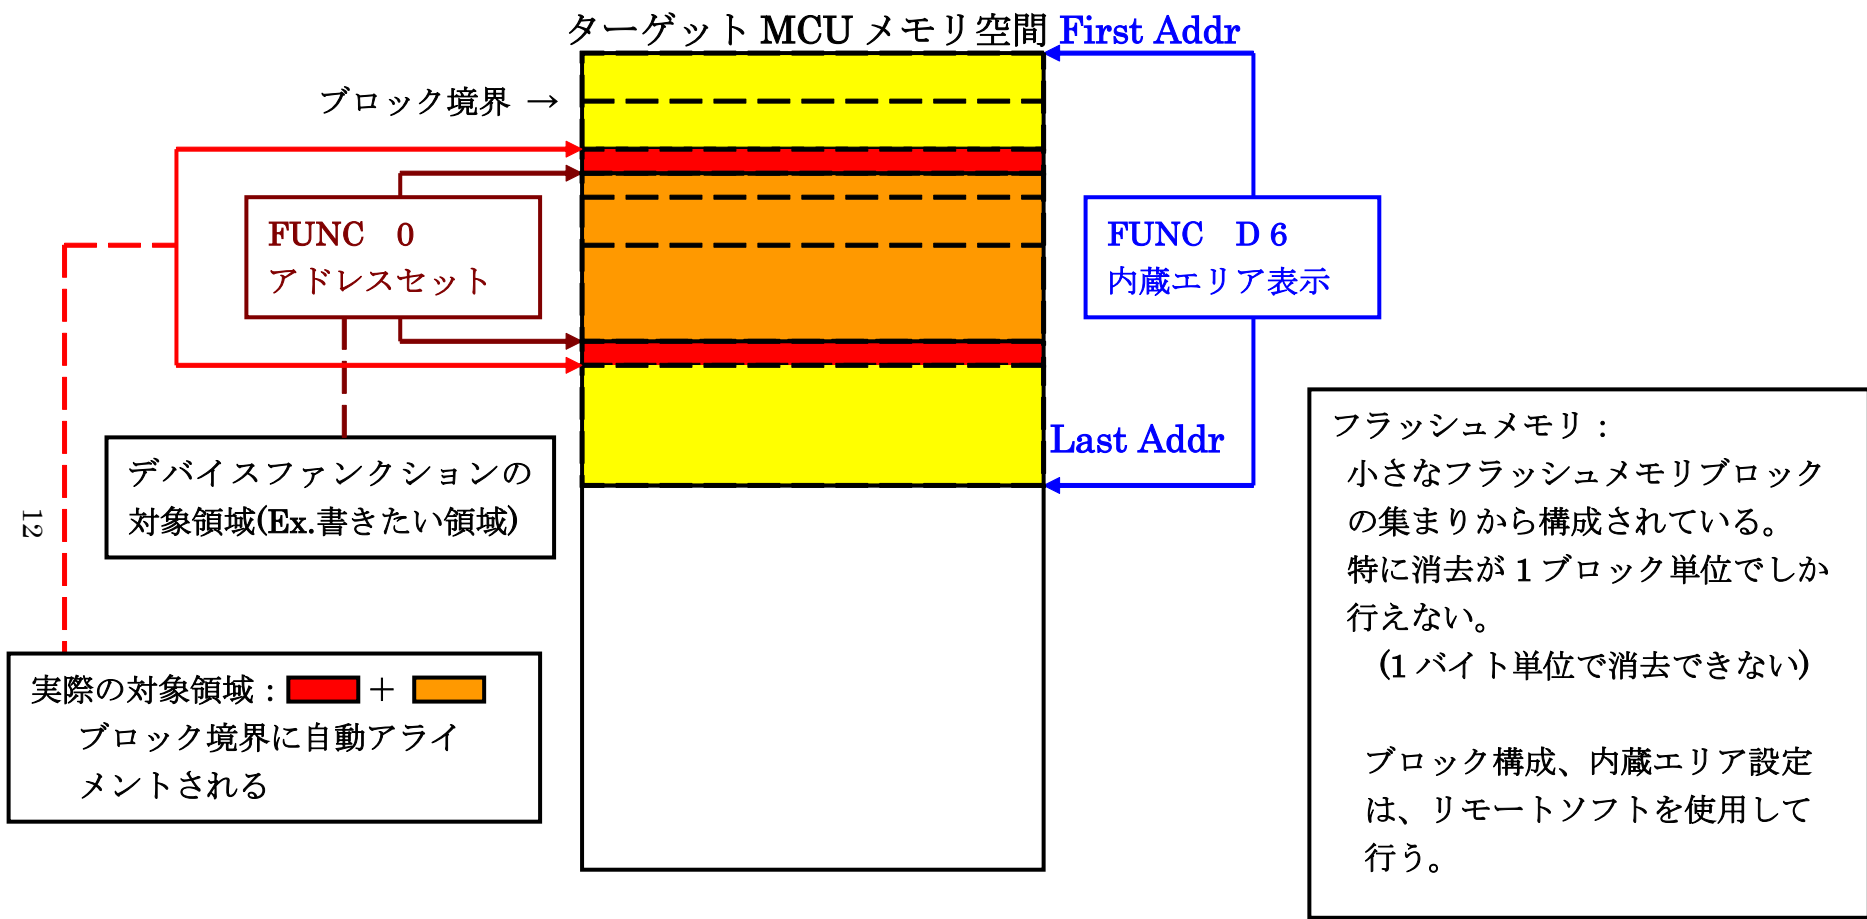 ターゲット MCU メモリ空間 First Addr
ブロック境界 →
FUNC 0
アドレスセット
FUNC D 6
内蔵エリア表示
Last Addr
デバイスファンクションの
対象領域(Ex.書きたい領域)
12
実際の対象領域 : +
ブロック境界に自動アライ
メントされる
フラッシュメモリ :
小さなフラッシュメモリブロック
の集まりから構成されている。
特に消去が 1 ブロック単位でしか
行えない。
(1 バイト単位で消去できない)
ブロック構成、内蔵エリア設定
は、リモートソフトを使用して
行う。